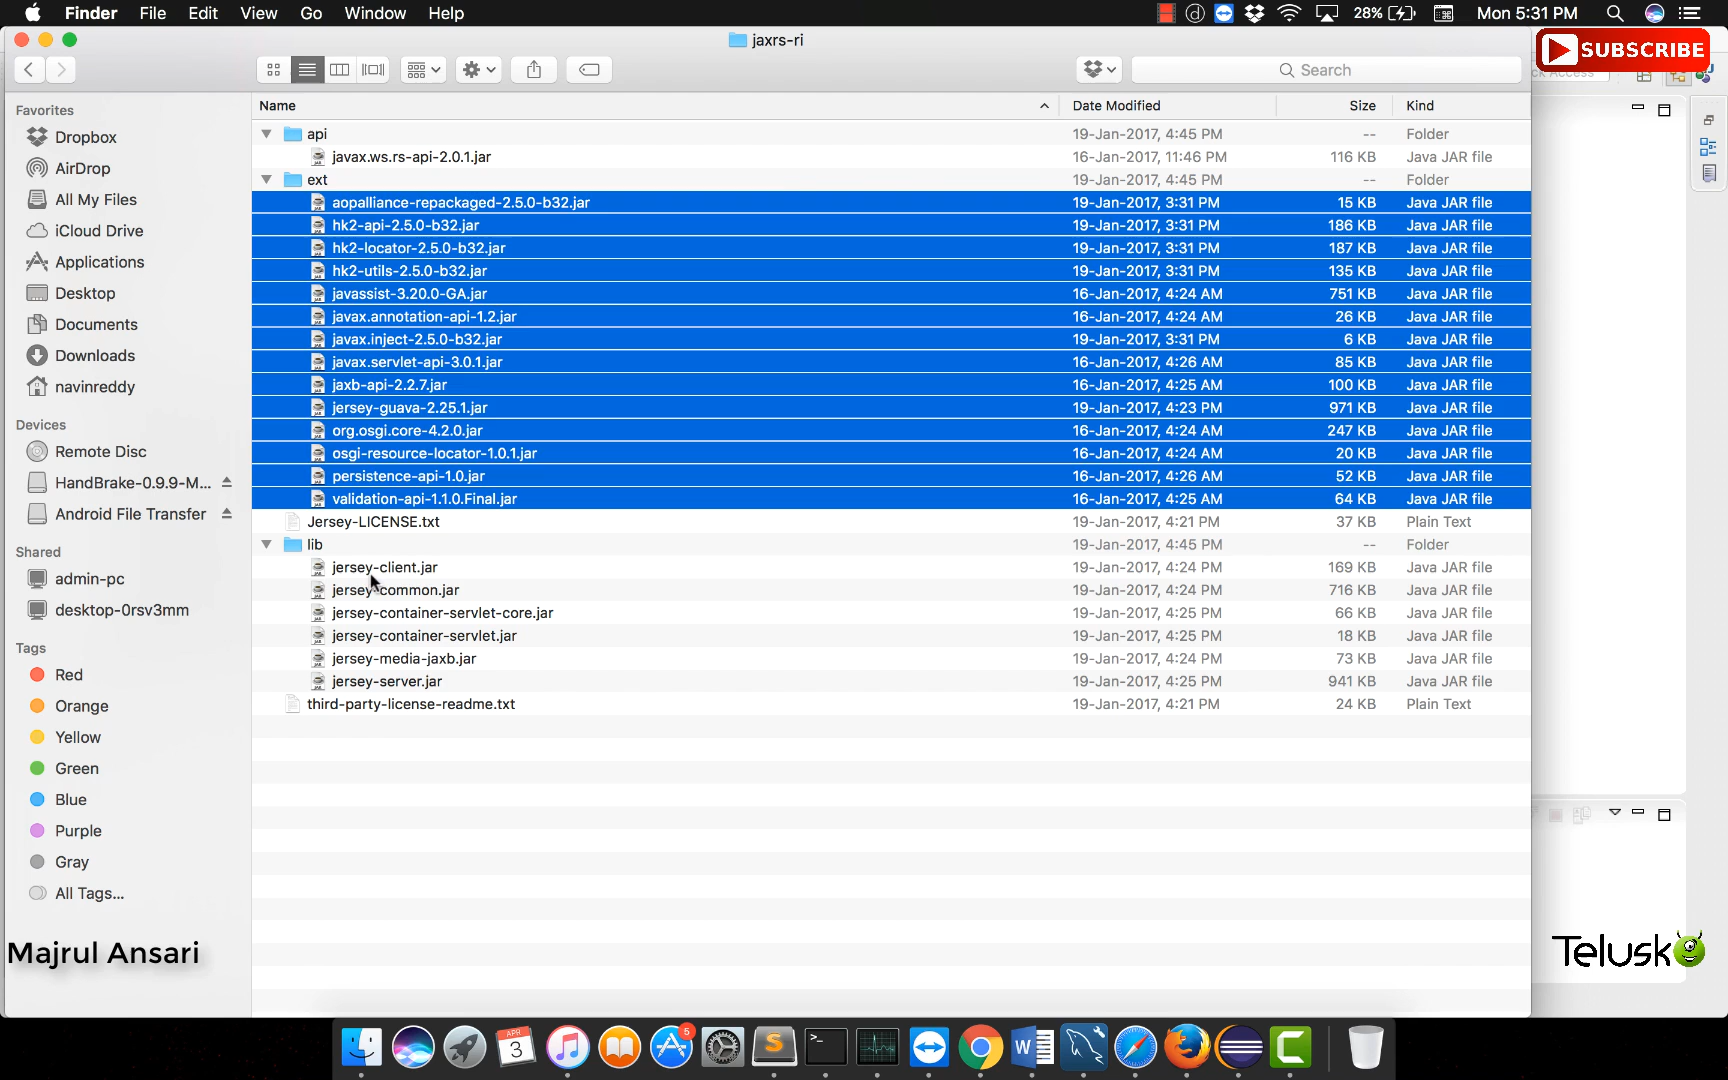 Finder File Edit View Go Window Help
28% Mon 5:31 PM
jaxrs-ri
SUBSCRIBE
Search
Name Date Modified Size Kind
Favorites
Dropbox
AirDrop
All My Files
iCloud Drive
Applications
Desktop
Documents
Downloads
navinreddy
Devices
Remote Disc
HandBrake-0.9.9-M...
Android File Transfer
Shared
admin-pc
desktop-0rsv3mm
Tags
Red
Orange
Yellow
Green
Blue
Purple
Gray
All Tags...
api 19-Jan-2017, 4:45 PM -- Folder
javax.ws.rs-api-2.0.1.jar 16-Jan-2017, 11:46 PM 116 KB Java JAR file
ext 19-Jan-2017, 4:45 PM -- Folder
aopalliance-repackaged-2.5.0-b32.jar 19-Jan-2017, 3:31 PM 15 KB Java JAR file
hk2-api-2.5.0-b32.jar 19-Jan-2017, 3:31 PM 186 KB Java JAR file
hk2-locator-2.5.0-b32.jar 19-Jan-2017, 3:31 PM 187 KB Java JAR file
hk2-utils-2.5.0-b32.jar 19-Jan-2017, 3:31 PM 135 KB Java JAR file
javassist-3.20.0-GA.jar 16-Jan-2017, 4:24 AM 751 KB Java JAR file
javax.annotation-api-1.2.jar 16-Jan-2017, 4:24 AM 26 KB Java JAR file
javax.inject-2.5.0-b32.jar 19-Jan-2017, 3:31 PM 6 KB Java JAR file
javax.servlet-api-3.0.1.jar 16-Jan-2017, 4:26 AM 85 KB Java JAR file
jaxb-api-2.2.7.jar 16-Jan-2017, 4:25 AM 100 KB Java JAR file
jersey-guava-2.25.1.jar 19-Jan-2017, 4:23 PM 971 KB Java JAR file
org.osgi.core-4.2.0.jar 16-Jan-2017, 4:24 AM 247 KB Java JAR file
osgi-resource-locator-1.0.1.jar 16-Jan-2017, 4:24 AM 20 KB Java JAR file
persistence-api-1.0.jar 16-Jan-2017, 4:26 AM 52 KB Java JAR file
validation-api-1.1.0.Final.jar 16-Jan-2017, 4:25 AM 64 KB Java JAR file
Jersey-LICENSE.txt 19-Jan-2017, 4:21 PM 37 KB Plain Text
lib 19-Jan-2017, 4:45 PM -- Folder
jersey-client.jar 19-Jan-2017, 4:24 PM 169 KB Java JAR file
jersey-common.jar 19-Jan-2017, 4:24 PM 716 KB Java JAR file
jersey-container-servlet-core.jar 19-Jan-2017, 4:25 PM 66 KB Java JAR file
jersey-container-servlet.jar 19-Jan-2017, 4:25 PM 18 KB Java JAR file
jersey-media-jaxb.jar 19-Jan-2017, 4:24 PM 73 KB Java JAR file
jersey-server.jar 19-Jan-2017, 4:25 PM 941 KB Java JAR file
third-party-license-readme.txt 19-Jan-2017, 4:21 PM 24 KB Plain Text
Majrul Ansari
Telusko
APR
3
5